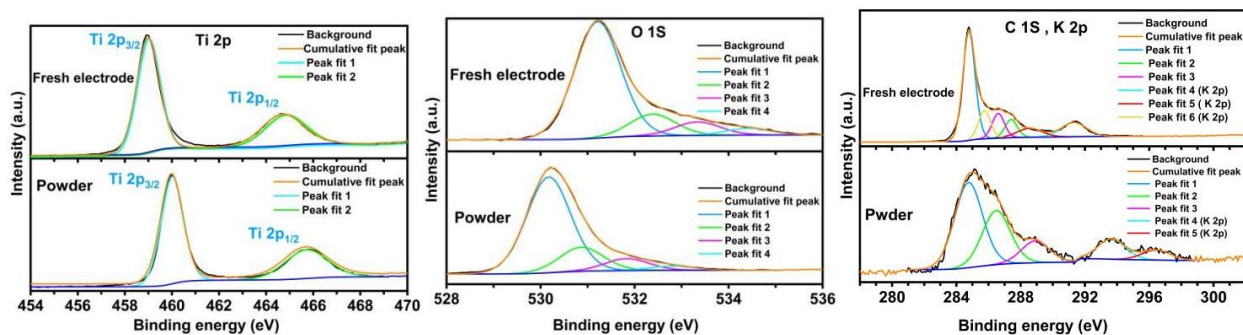 Ti 2p3/2
Ti 2p
Background
Cumulative fit peak
Peak fit 1
Peak fit 2
Fresh electrode
Ti 2p1/2
Powder
Ti 2p3/2
Background
Cumulative fit peak
Peak fit 1
Peak fit 2
Ti 2p1/2
Intensity (a.u.)
454 456 458 460 462 464 466 468 470
Binding energy (eV)
O 1S
Background
Cumulative fit peak
Peak fit 1
Peak fit 2
Peak fit 3
Peak fit 4
Fresh electrode
Background
Cumulative fit peak
Peak fit 1
Peak fit 2
Peak fit 3
Peak fit 4
Powder
Intensity (a.u.)
528 530 532 534 536
Binding energy (eV)
C 1S , K 2p
Background
Cumulative fit peak
Peak fit 1
Peak fit 2
Peak fit 3
Peak fit 4 (K 2p)
Peak fit 5 ( K 2p)
Peak fit 6 (K 2p)
Fresh electrode
Background
Cumulative fit peak
Peak fit 1
Peak fit 2
Peak fit 3
Peak fit 4 (K 2p)
Peak fit 5 (K 2p)
Pwder
Intensity (a.u.)
280 284 288 292 296 300
Binding energy (eV)